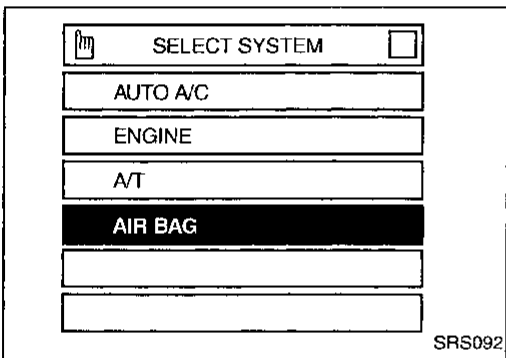 SELECT SYSTEM
AUTO A/C
ENGINE
A/T
AIR BAG
SRS092